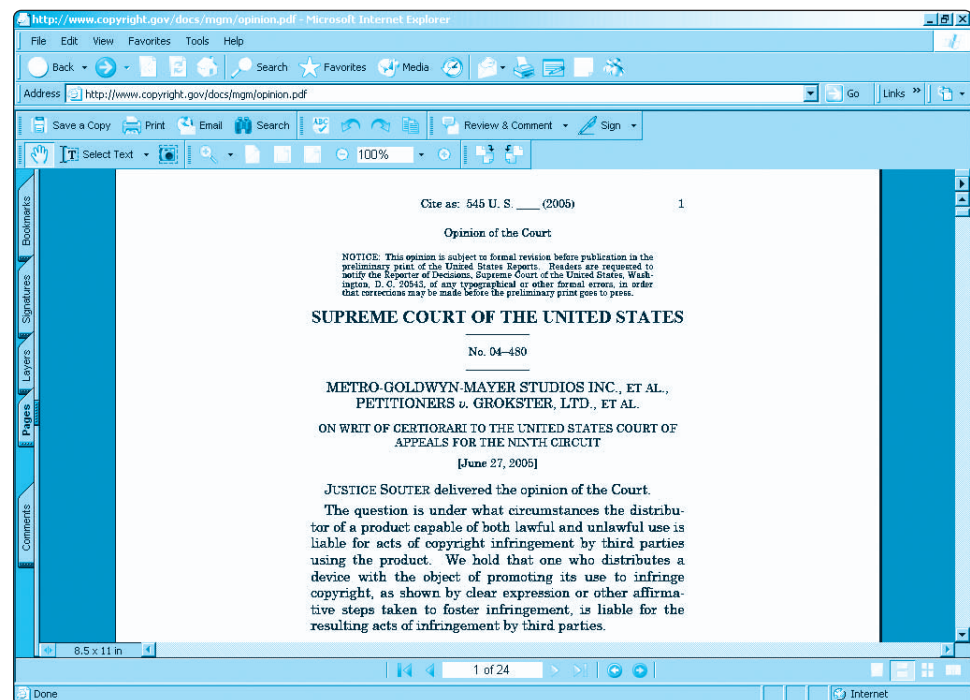 http://www.copyright.gov/docs/mgm/opinion.pdf - Microsoft Internet Explorer
File Edit View Favorites Tools Help
Back Search Favorites Media
Address http://www.copyright.gov/docs/mgm/opinion.pdf Go Links »
Save a Copy Print Email Search ABC Review & Comment Sign
T Select Text 100%
Bookmarks
Signatures
Layers
Pages
Comments
Cite as: 545 U. S. ____ (2005) 1
Opinion of the Court
NOTICE: This opinion is subject to formal revision before publication in the
preliminary print of the United States Reports. Readers are requested to
notify the Reporter of Decisions, Supreme Court of the United States, Wash-
ington, D. C. 20543, of any typographical or other formal errors, in order
that corrections may be made before the preliminary print goes to press.
SUPREME COURT OF THE UNITED STATES
No. 04–480
METRO-GOLDWYN-MAYER STUDIOS INC., ET AL.,
PETITIONERS v. GROKSTER, LTD., ET AL.
ON WRIT OF CERTIORARI TO THE UNITED STATES COURT OF
APPEALS FOR THE NINTH CIRCUIT
[June 27, 2005]
JUSTICE SOUTER delivered the opinion of the Court.
The question is under what circumstances the distribu-
tor of a product capable of both lawful and unlawful use is
liable for acts of copyright infringement by third parties
using the product. We hold that one who distributes a
device with the object of promoting its use to infringe
copyright, as shown by clear expression or other affirma-
tive steps taken to foster infringement, is liable for the
resulting acts of infringement by third parties.
8.5 x 11 in
1 of 24
Done Internet